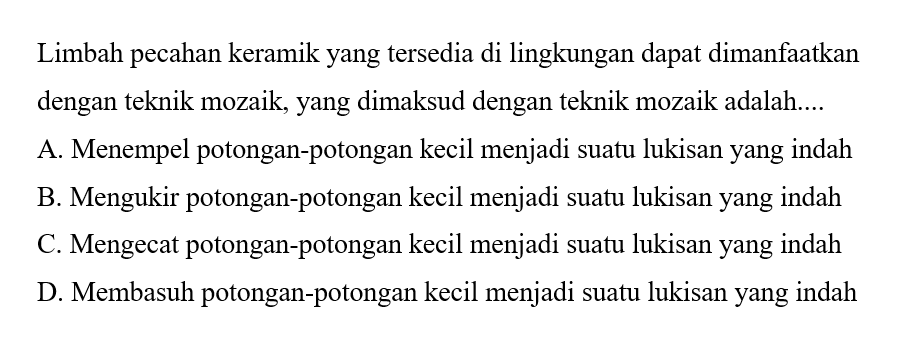 Limbah pecahan keramik yang tersedia di lingkungan dapat dimanfaatkan
dengan teknik mozaik, yang dimaksud dengan teknik mozaik adalah....
A. Menempel potongan-potongan kecil menjadi suatu lukisan yang indah
B. Mengukir potongan-potongan kecil menjadi suatu lukisan yang indah
C. Mengecat potongan-potongan kecil menjadi suatu lukisan yang indah
D. Membasuh potongan-potongan kecil menjadi suatu lukisan yang indah